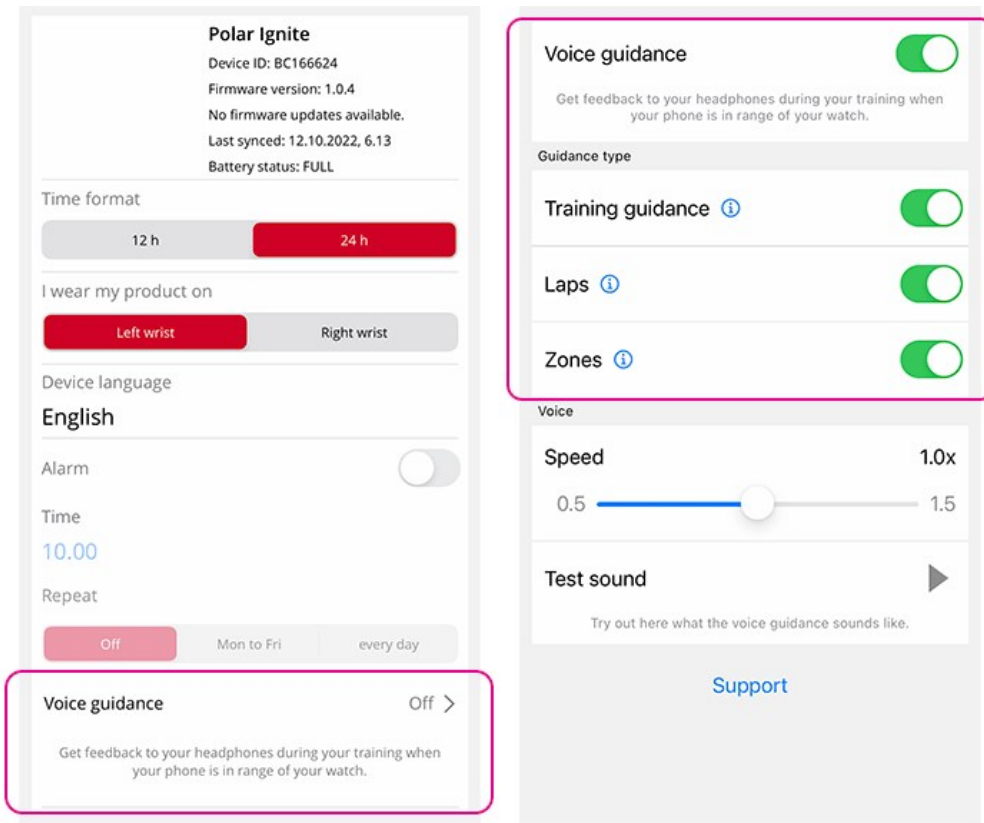 Polar Ignite
Device ID: BC166624
Firmware version: 1.0.4
No firmware updates available.
Last synced: 12.10.2022, 6.13
Battery status: FULL
Time format
12 h 24 h
I wear my product on
Left wrist Right wrist
Device language
English
Alarm
Time
10.00
Repeat
Off Mon to Fri every day
Voice guidance Off
Get feedback to your headphones during your training when
your phone is in range of your watch.
Voice guidance
Get feedback to your headphones during your training when
your phone is in range of your watch.
Guidance type
Training guidance
Laps
Zones
Voice
Speed 1.0x
0.5 1.5
Test sound
Try out here what the voice guidance sounds like.
Support